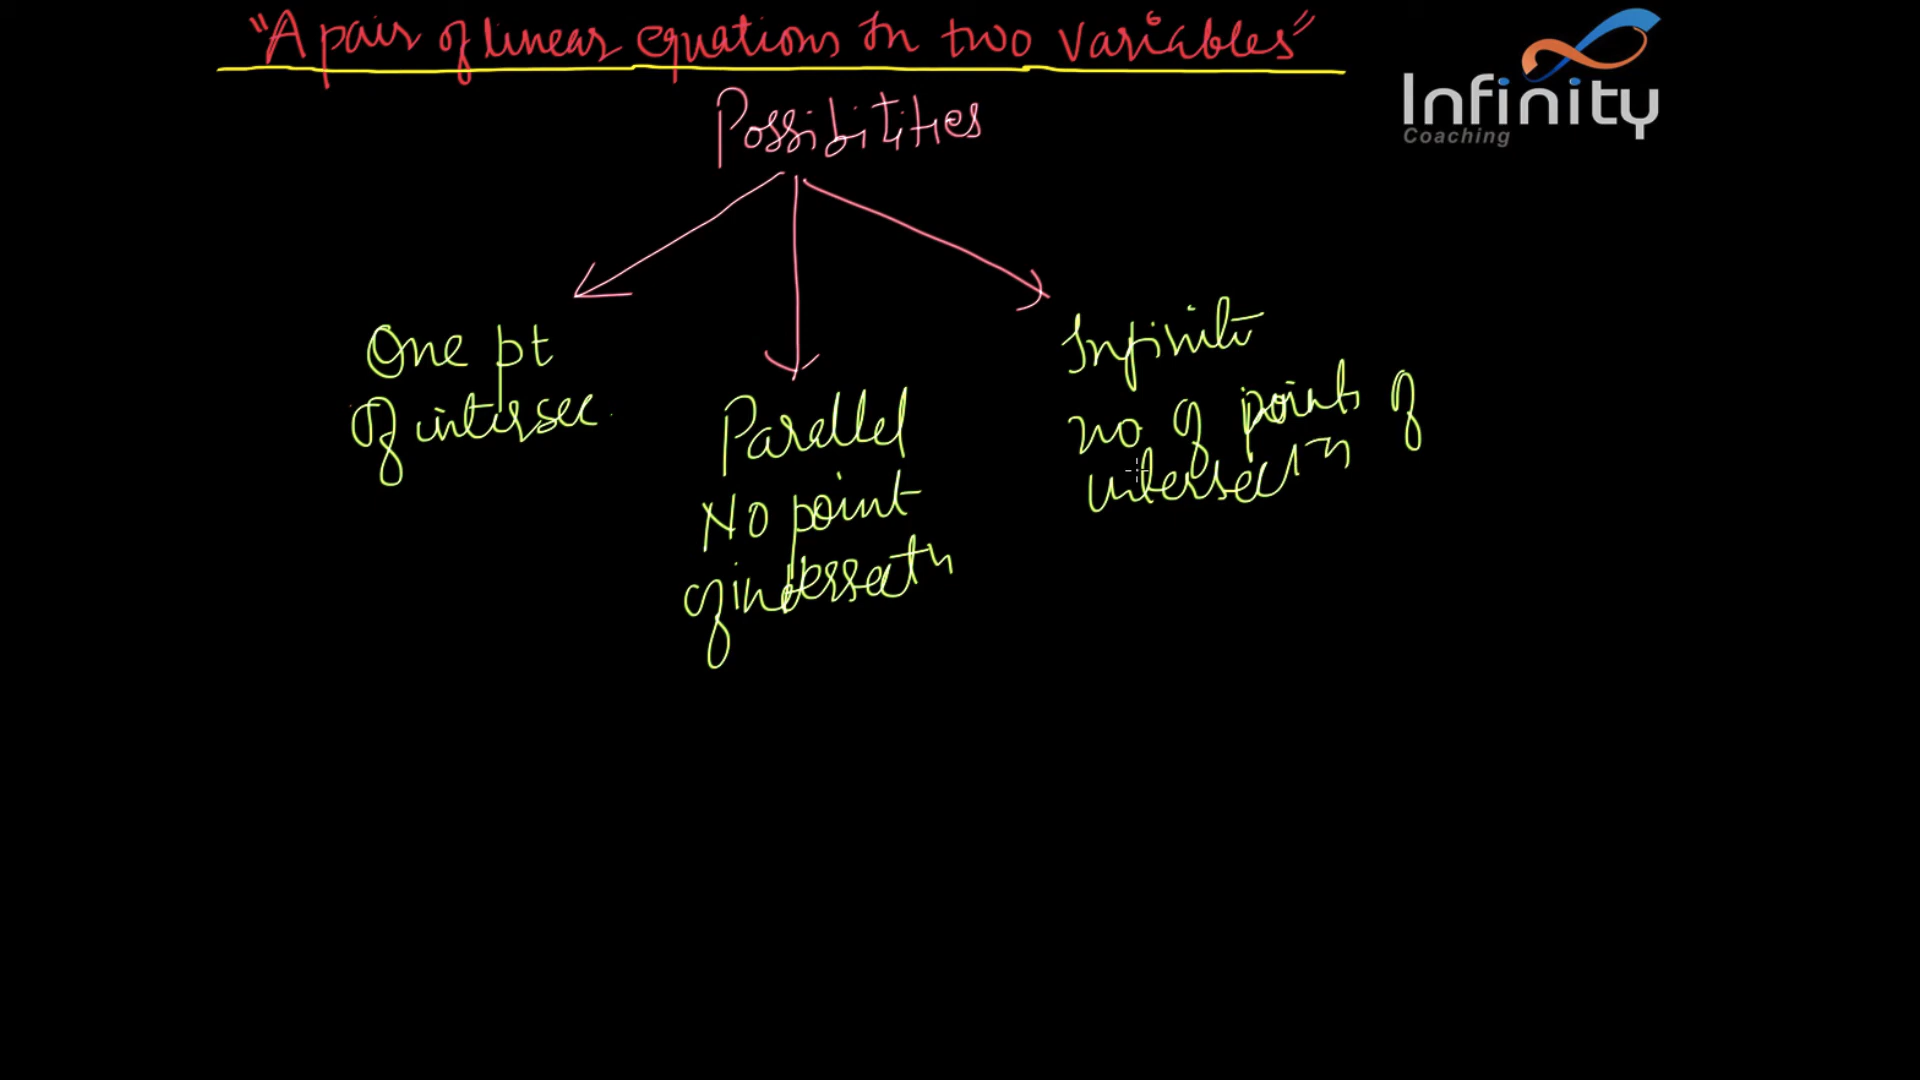 "A pair of linear equations In two variables"
Infinity
Coaching
Possibilities
One pt
of intersec.
Parallel
No point
of intersectn
Infinite
no of points of
intersectn